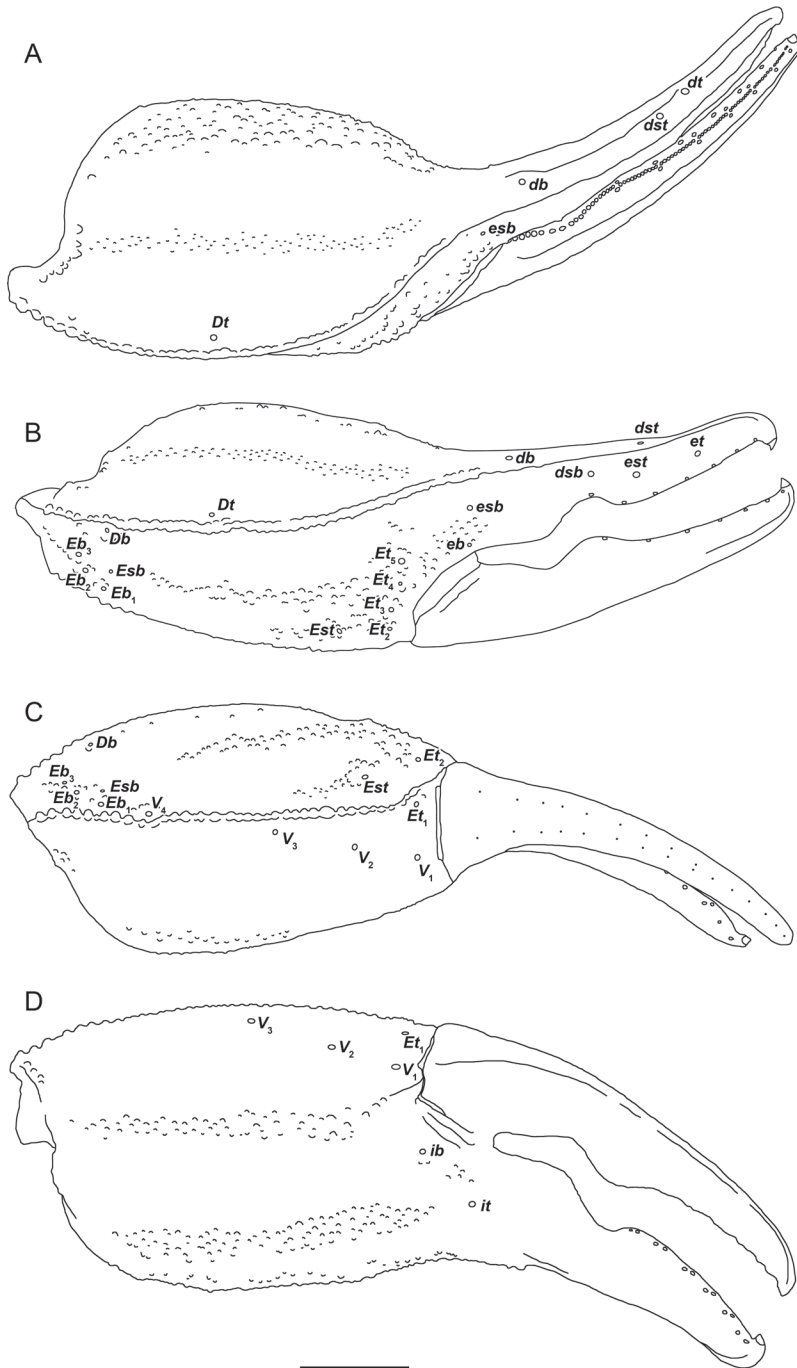 A
dt
dst
db
esb
Dt
B
dst
et
db
dsb
est
Dt
esb
Db
Eb3
eb
Et5
Esb
Eb2
Et4
Eb1
Et3
Est
Et2
C
Db
Et2
Eb3
Esb
Est
Eb2
Eb1
V4
Et1
V3
V2
V1
D
V3
Et1
V2
V1
ib
it